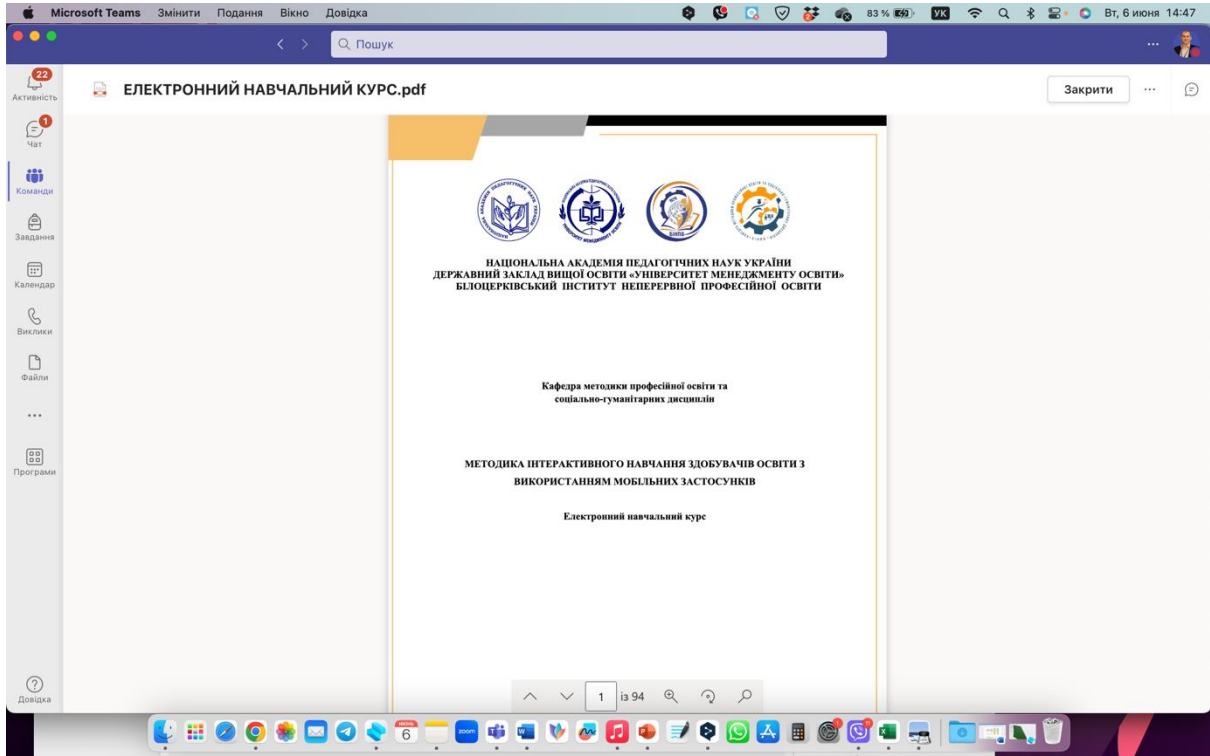 Microsoft Teams Змінити Подання Вікно Довідка 83 % УК Вт, 6 июня 14:47
Пошук
22
Активність
ЕЛЕКТРОННИЙ НАВЧАЛЬНИЙ КУРС.pdf
Закрити
1
Чат
Команди
Завдання
Календар
Виклики
Файли
Програми
Довідка
НАЦІОНАЛЬНА АКАДЕМІЯ ПЕДАГОГІЧНИХ НАУК УКРАЇНИ
ДЕРЖАВНИЙ ЗАКЛАД ВИЩОЇ ОСВІТИ «УНІВЕРСИТЕТ МЕНЕДЖМЕНТУ ОСВІТИ»
БІЛОЦЕРКІВСЬКИЙ ІНСТИТУТ НЕПЕРЕРВНОЇ ПРОФЕСІЙНОЇ ОСВІТИ
Кафедра методики професійної освіти та
соціально-гуманітарних дисциплін
МЕТОДИКА ІНТЕРАКТИВНОГО НАВЧАННЯ ЗДОБУВАЧІВ ОСВІТИ З
ВИКОРИСТАННЯМ МОБІЛЬНИХ ЗАСТОСУНКІВ
Електронний навчальний курс
1 із 94
6
zoom